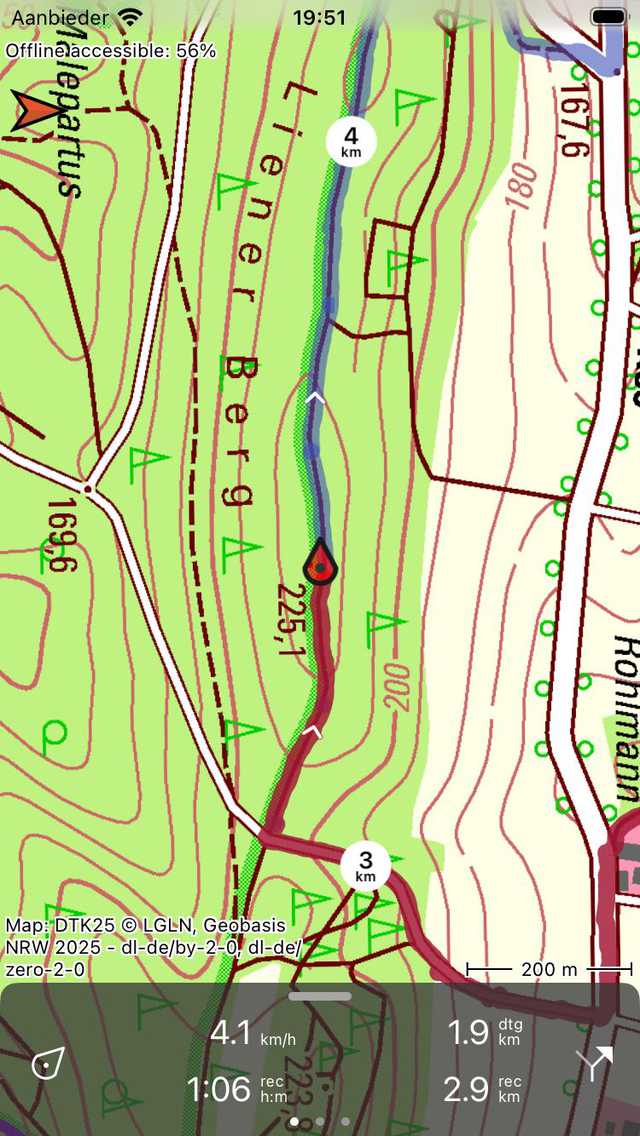 Aanbieder 19:51
Offline accessible: 56%
Malepartus
Liener Berg
4
km
167,6
180
169,6
225,1
200
Kohlmann
3
km
Map: DTK25 © LGLN, Geobasis
NRW 2025 - dl-de/by-2-0, dl-de/
zero-2-0
200 m
4.1 km/h
1.9 dtg km
1:06 rec h:m
2.9 rec km